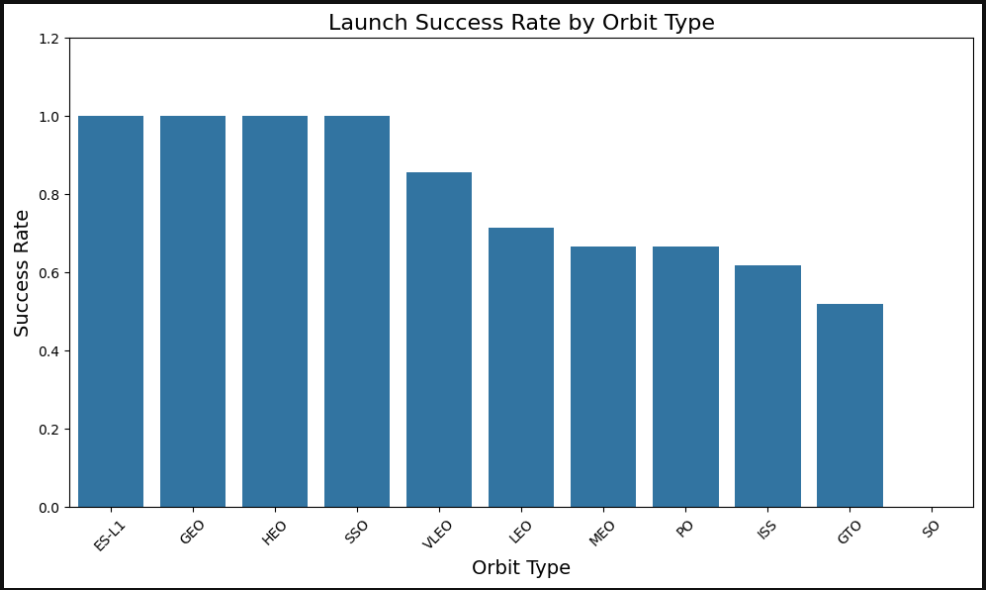 Launch Success Rate by Orbit Type
Success Rate
1.2
1.0
0.8
0.6
0.4
0.2
0.0
ES-L1 GEO HEO SSO VLEO LEO MEO PO ISS GTO SO
Orbit Type